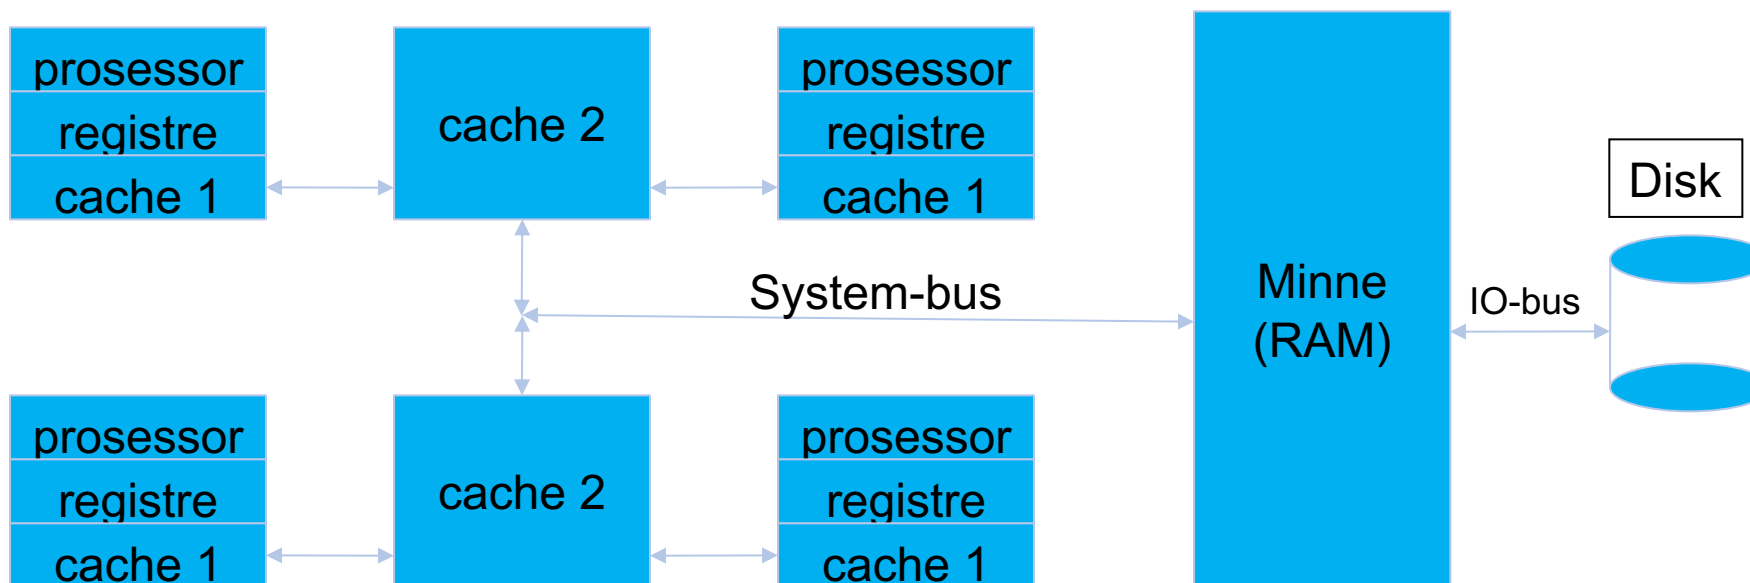 prosessor
registre
cache 1
cache 2
prosessor
registre
cache 1
Disk
System-bus
Minne
(RAM)
IO-bus
prosessor
registre
cache 1
cache 2
prosessor
registre
cache 1